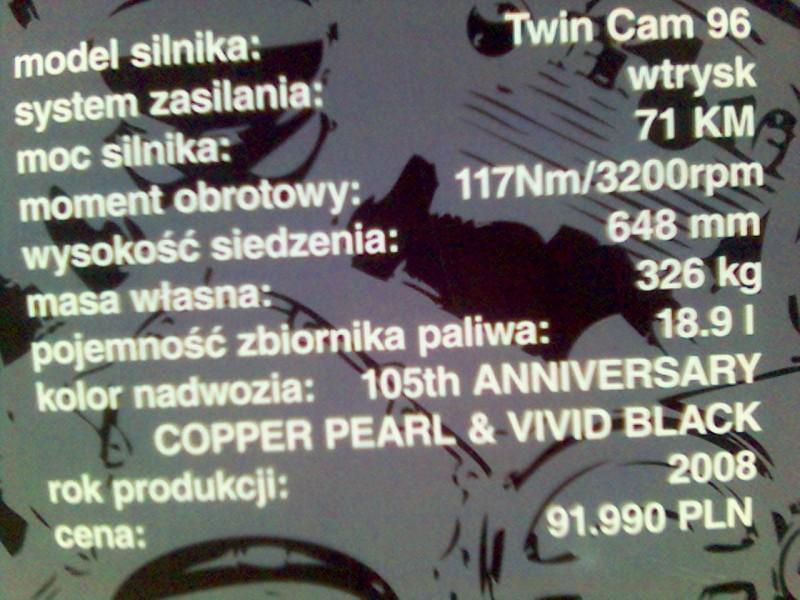 model silnika: Twin Cam 96
system zasilania: wtrysk
moc silnika: 71 KM
moment obrotowy: 117Nm/3200rpm
wysokość siedzenia: 648 mm
masa własna: 326 kg
pojemność zbiornika paliwa: 18.9 l
kolor nadwozia: 105th ANNIVERSARY
COPPER PEARL & VIVID BLACK
rok produkcji: 2008
cena: 91.990 PLN